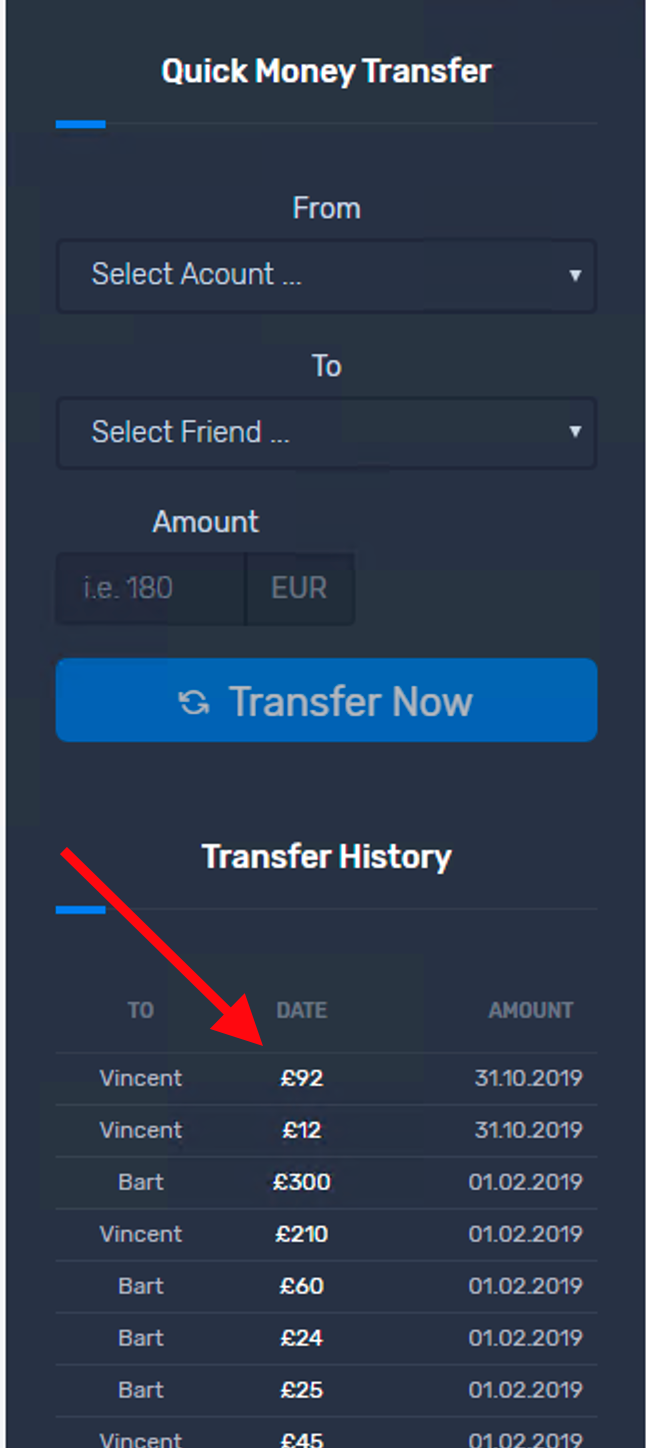 Quick Money Transfer
From
Select Acount ...
To
Select Friend ...
Amount
i.e. 180 EUR
Transfer Now
Transfer History
TO DATE AMOUNT
Vincent £92 31.10.2019
Vincent £12 31.10.2019
Bart £300 01.02.2019
Vincent £210 01.02.2019
Bart £60 01.02.2019
Bart £24 01.02.2019
Bart £25 01.02.2019
Vincent £45 01.02.2019